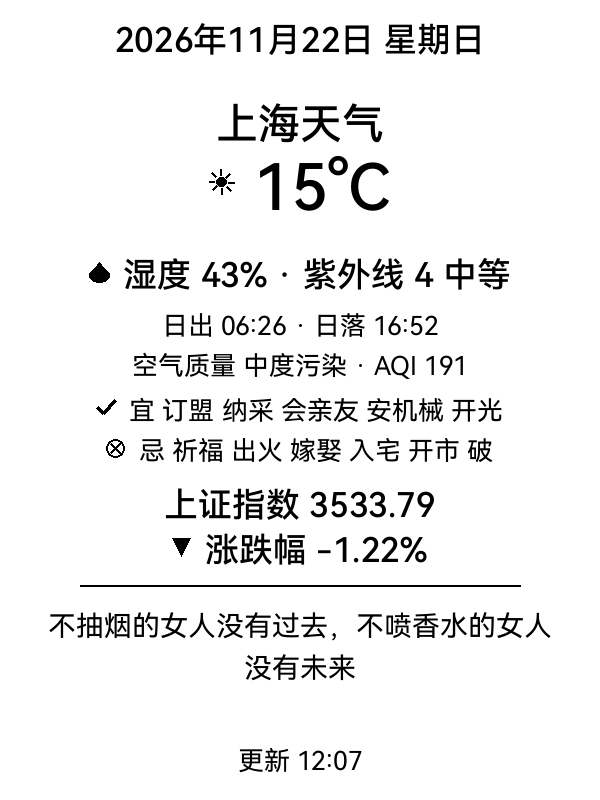 2026年11月22日 星期日
上海天气
15°C
湿度 43% · 紫外线 4 中等
日出 06:26 · 日落 16:52
空气质量 中度污染 · AQI 191
宜 订盟 纳采 会亲友 安机械 开光
忌 祈福 出火 嫁娶 入宅 开市 破
上证指数 3533.79
▼ 涨跌幅 -1.22%
不抽烟的女人没有过去，不喷香水的女人
没有未来
更新 12:07